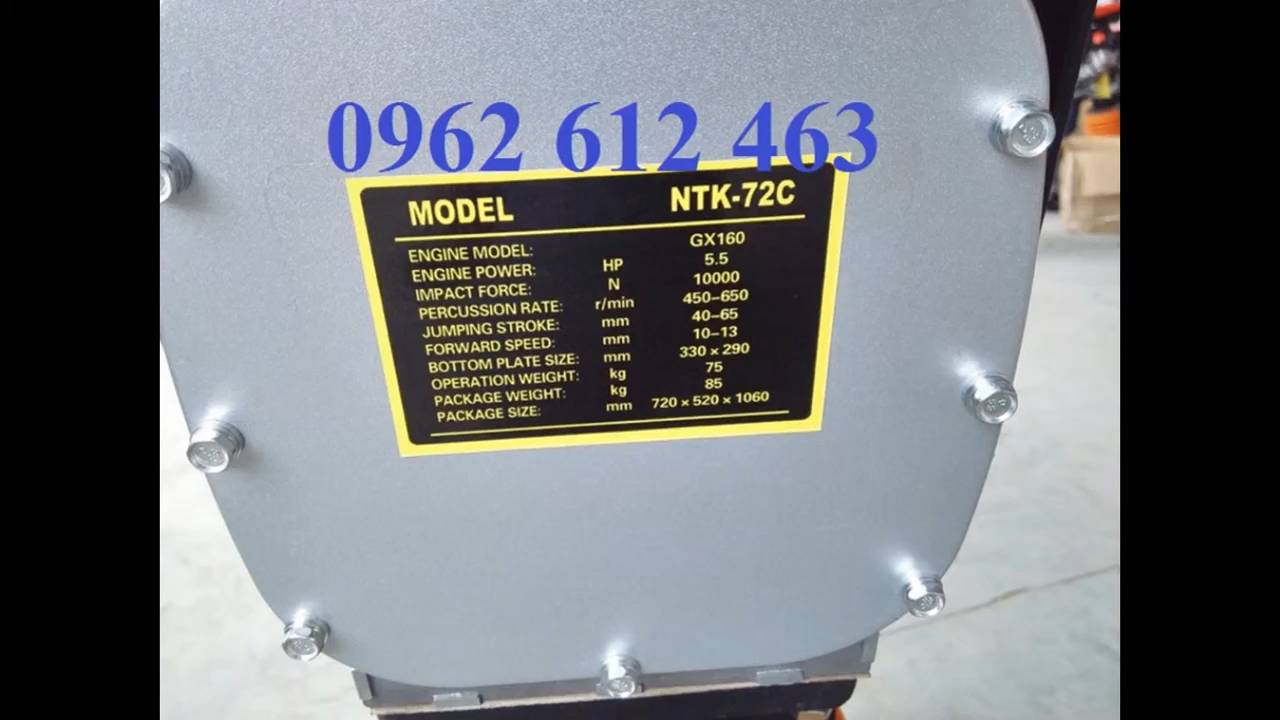 0962 612 463
MODEL NTK-72C
ENGINE MODEL: GX160
ENGINE POWER: HP 5.5
IMPACT FORCE: N 10000
PERCUSSION RATE: r/min 450-650
JUMPING STROKE: mm 40-65
FORWARD SPEED: mm 10-13
BOTTOM PLATE SIZE: mm 330 x 290
OPERATION WEIGHT: kg 75
PACKAGE WEIGHT: kg 85
PACKAGE SIZE: mm 720 x 520 x 1060